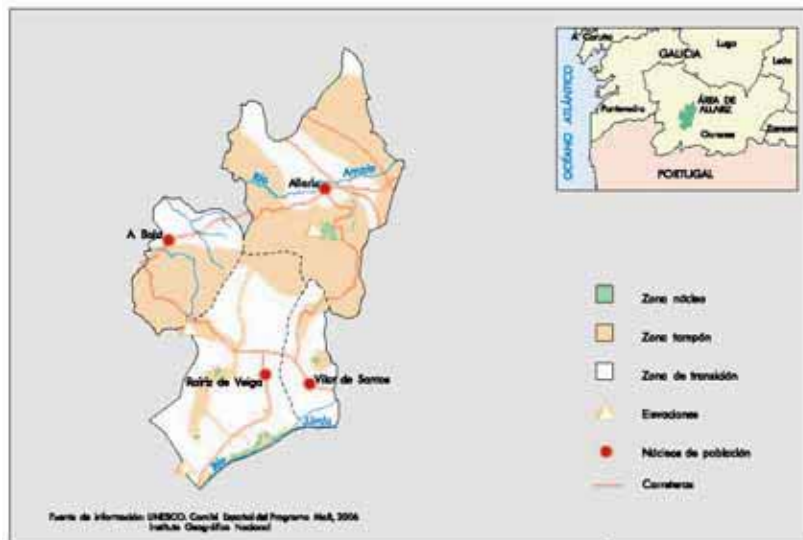 A Coruña
Lugo
GALICIA
León
OCÉANO ATLÁNTICO
Pontevedra
ÁREA DE
ALLARIZ
Ourense
Zamora
PORTUGAL
Río Arnoia
Allariz
A Bola
Rairiz de Veiga
Vilar de Santos
Río Limia
Zona núcleo
Zona tampón
Zona de transición
Elevaciones
Núcleos de población
Carreteras
Fuente de información: UNESCO. Comité Español del Programa MaB, 2006
Instituto Geográfico Nacional